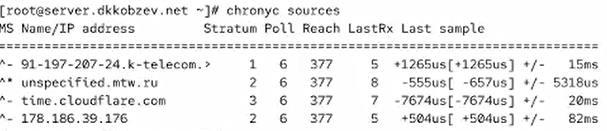 [root@server.dkkobzev.net ~]# chronyc sources
MS Name/IP address         Stratum Poll Reach LastRx Last sample
===============================================================================
^- 91-197-207-24.k-telecom.>     1   6   377     5  +1265us[+1265us] +/-   15ms
^* unspecified.mtw.ru            2   6   377     8   -555us[ -657us] +/- 5318us
^- time.cloudflare.com           3   6   377     7  -7674us[-7674us] +/-   20ms
^- 178.186.39.176                2   6   377     5   +504us[ +504us] +/-   82ms